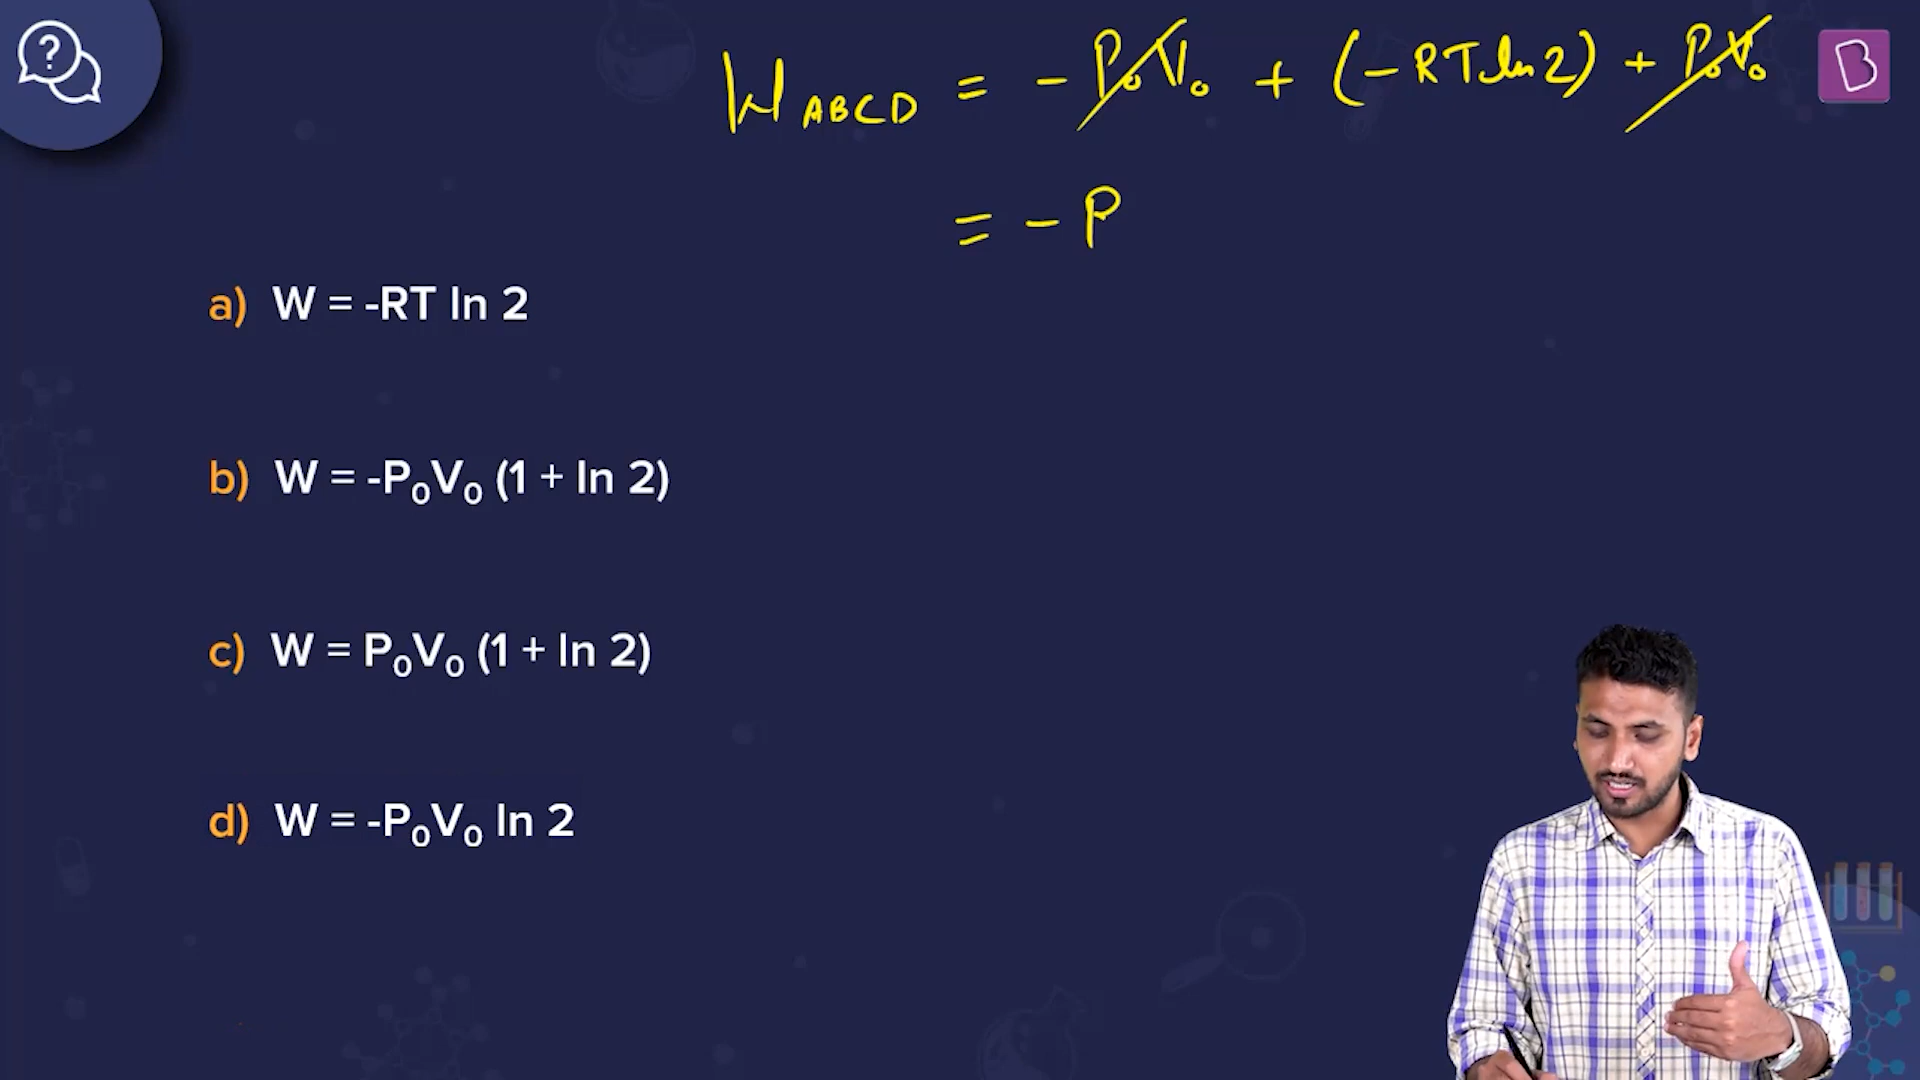 W ABCD = - P₀V₀ + (-RT ln 2) + P₀V₀
= - P
a) W = -RT ln 2
b) W = -P₀V₀ (1 + ln 2)
c) W = P₀V₀ (1 + ln 2)
d) W = -P₀V₀ ln 2